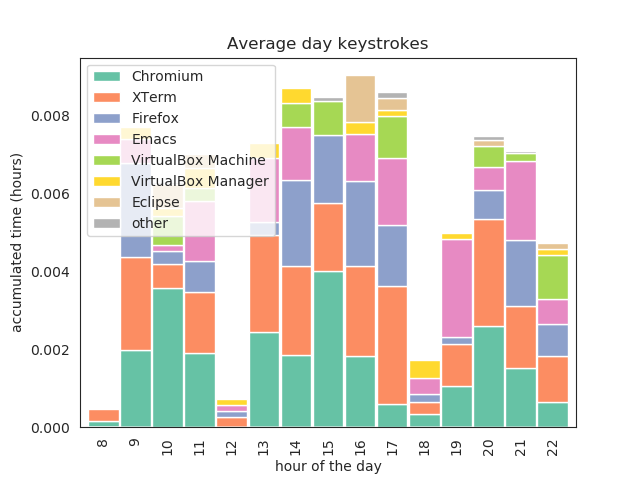 Average day keystrokes
Chromium
XTerm
Firefox
Emacs
VirtualBox Machine
VirtualBox Manager
Eclipse
other
accumulated time (hours)
0.008
0.006
0.004
0.002
0.000
8 9 10 11 12 13 14 15 16 17 18 19 20 21 22
hour of the day